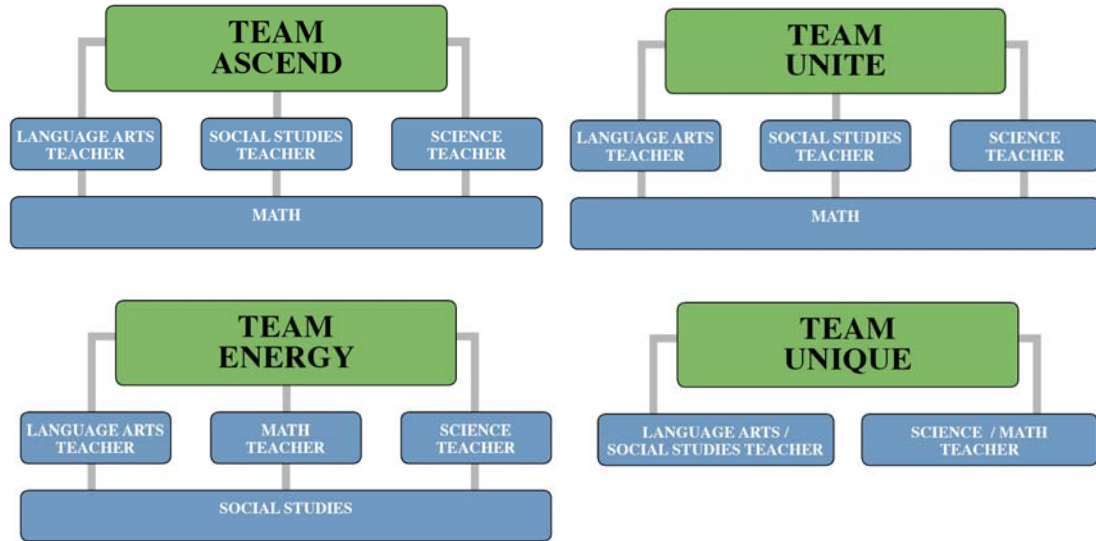 TEAM
ASCEND
LANGUAGE ARTS
TEACHER
SOCIAL STUDIES
TEACHER
SCIENCE
TEACHER
MATH
TEAM
UNITE
LANGUAGE ARTS
TEACHER
SOCIAL STUDIES
TEACHER
SCIENCE
TEACHER
MATH
TEAM
ENERGY
LANGUAGE ARTS
TEACHER
MATH
TEACHER
SCIENCE
TEACHER
SOCIAL STUDIES
TEAM
UNIQUE
LANGUAGE ARTS /
SOCIAL STUDIES TEACHER
SCIENCE / MATH
TEACHER